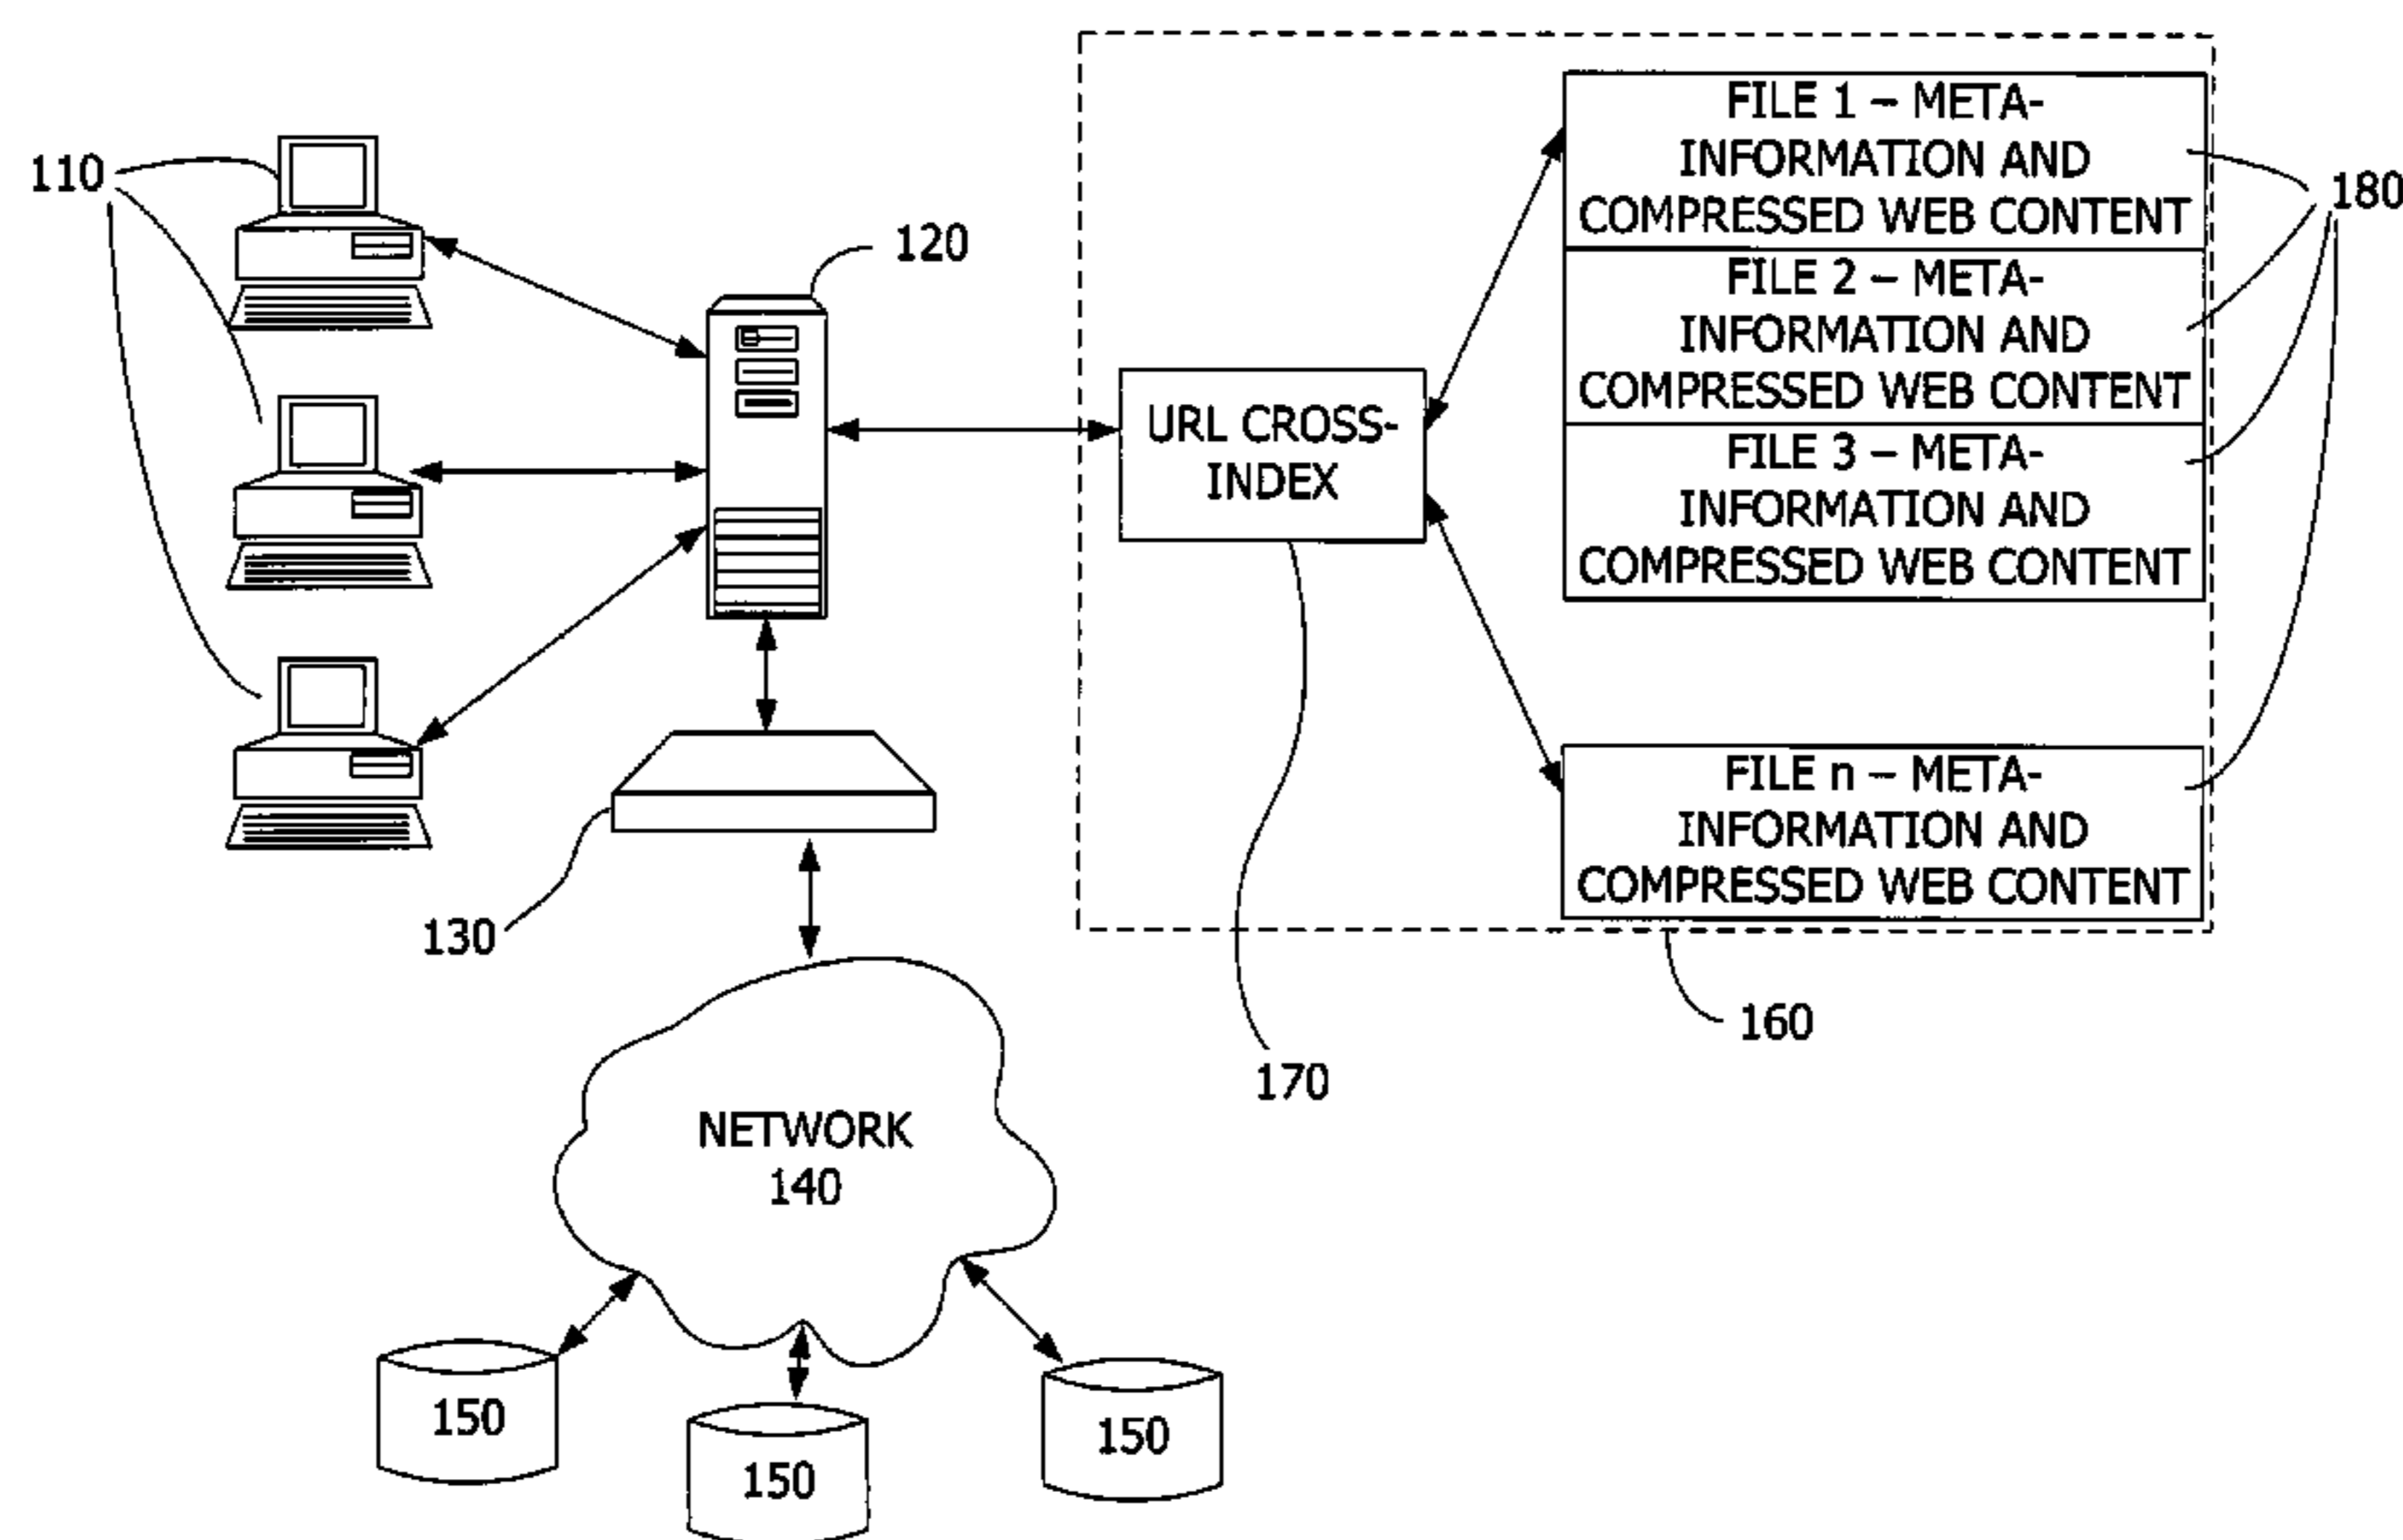 110
120
130
NETWORK
140
150
150
150
URL CROSS-
INDEX
170
FILE 1 – META-
INFORMATION AND
COMPRESSED WEB CONTENT
FILE 2 – META-
INFORMATION AND
COMPRESSED WEB CONTENT
FILE 3 – META-
INFORMATION AND
COMPRESSED WEB CONTENT
FILE n – META-
INFORMATION AND
COMPRESSED WEB CONTENT
180
160